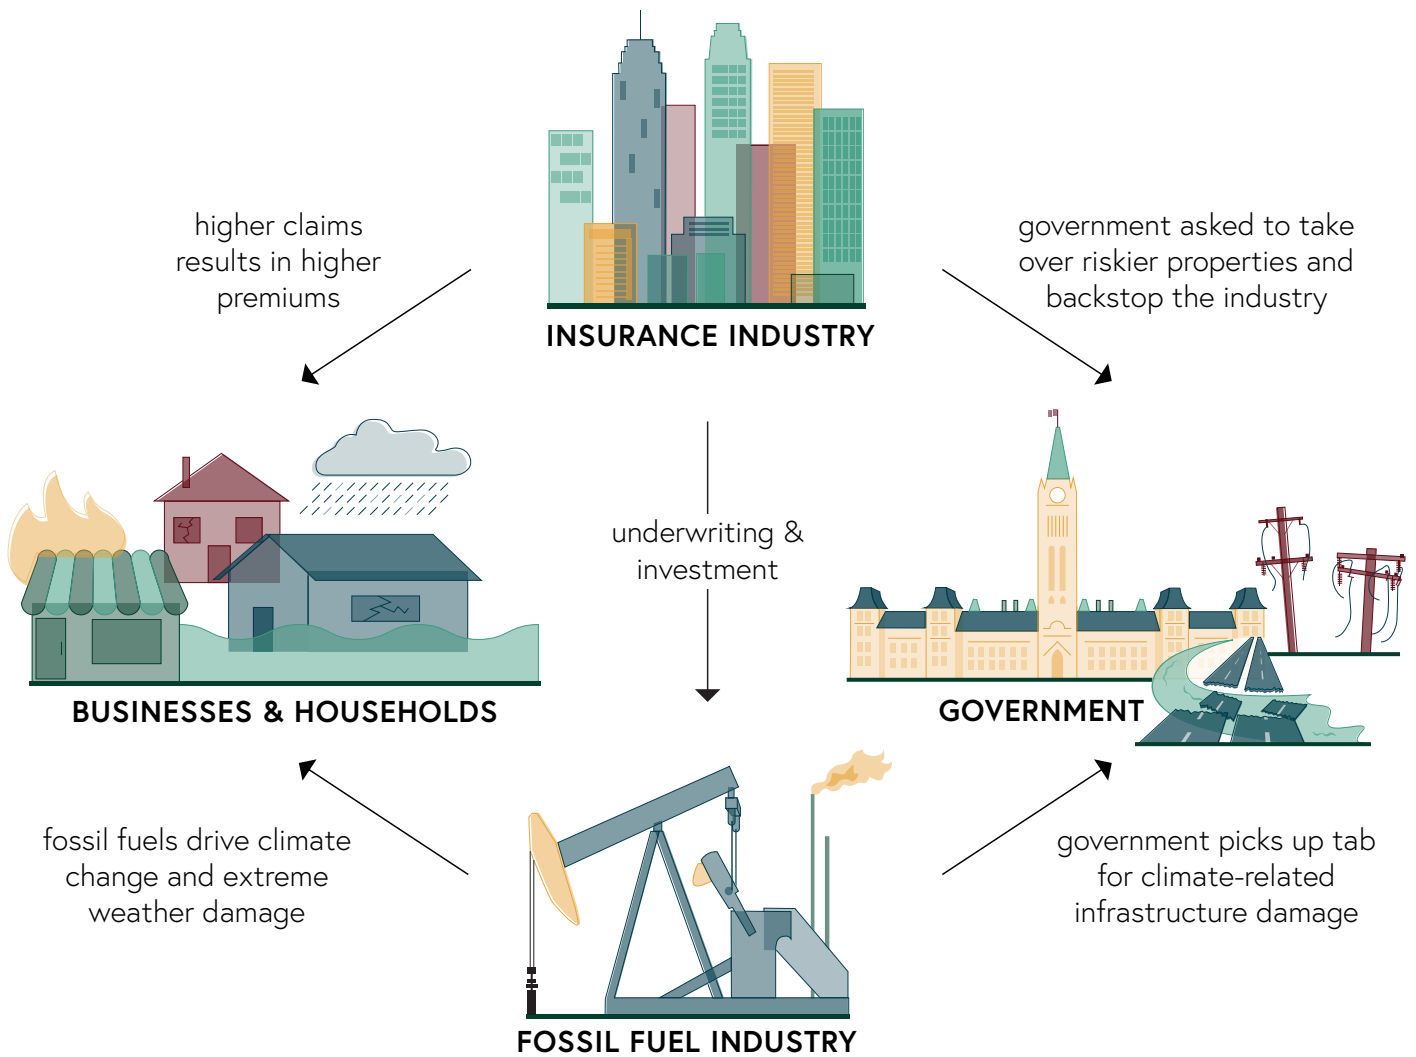 higher claims
results in higher
premiums
government asked to take
over riskier properties and
backstop the industry
INSURANCE INDUSTRY
underwriting &
investment
BUSINESSES & HOUSEHOLDS
GOVERNMENT
fossil fuels drive climate
change and extreme
weather damage
government picks up tab
for climate-related
infrastructure damage
FOSSIL FUEL INDUSTRY